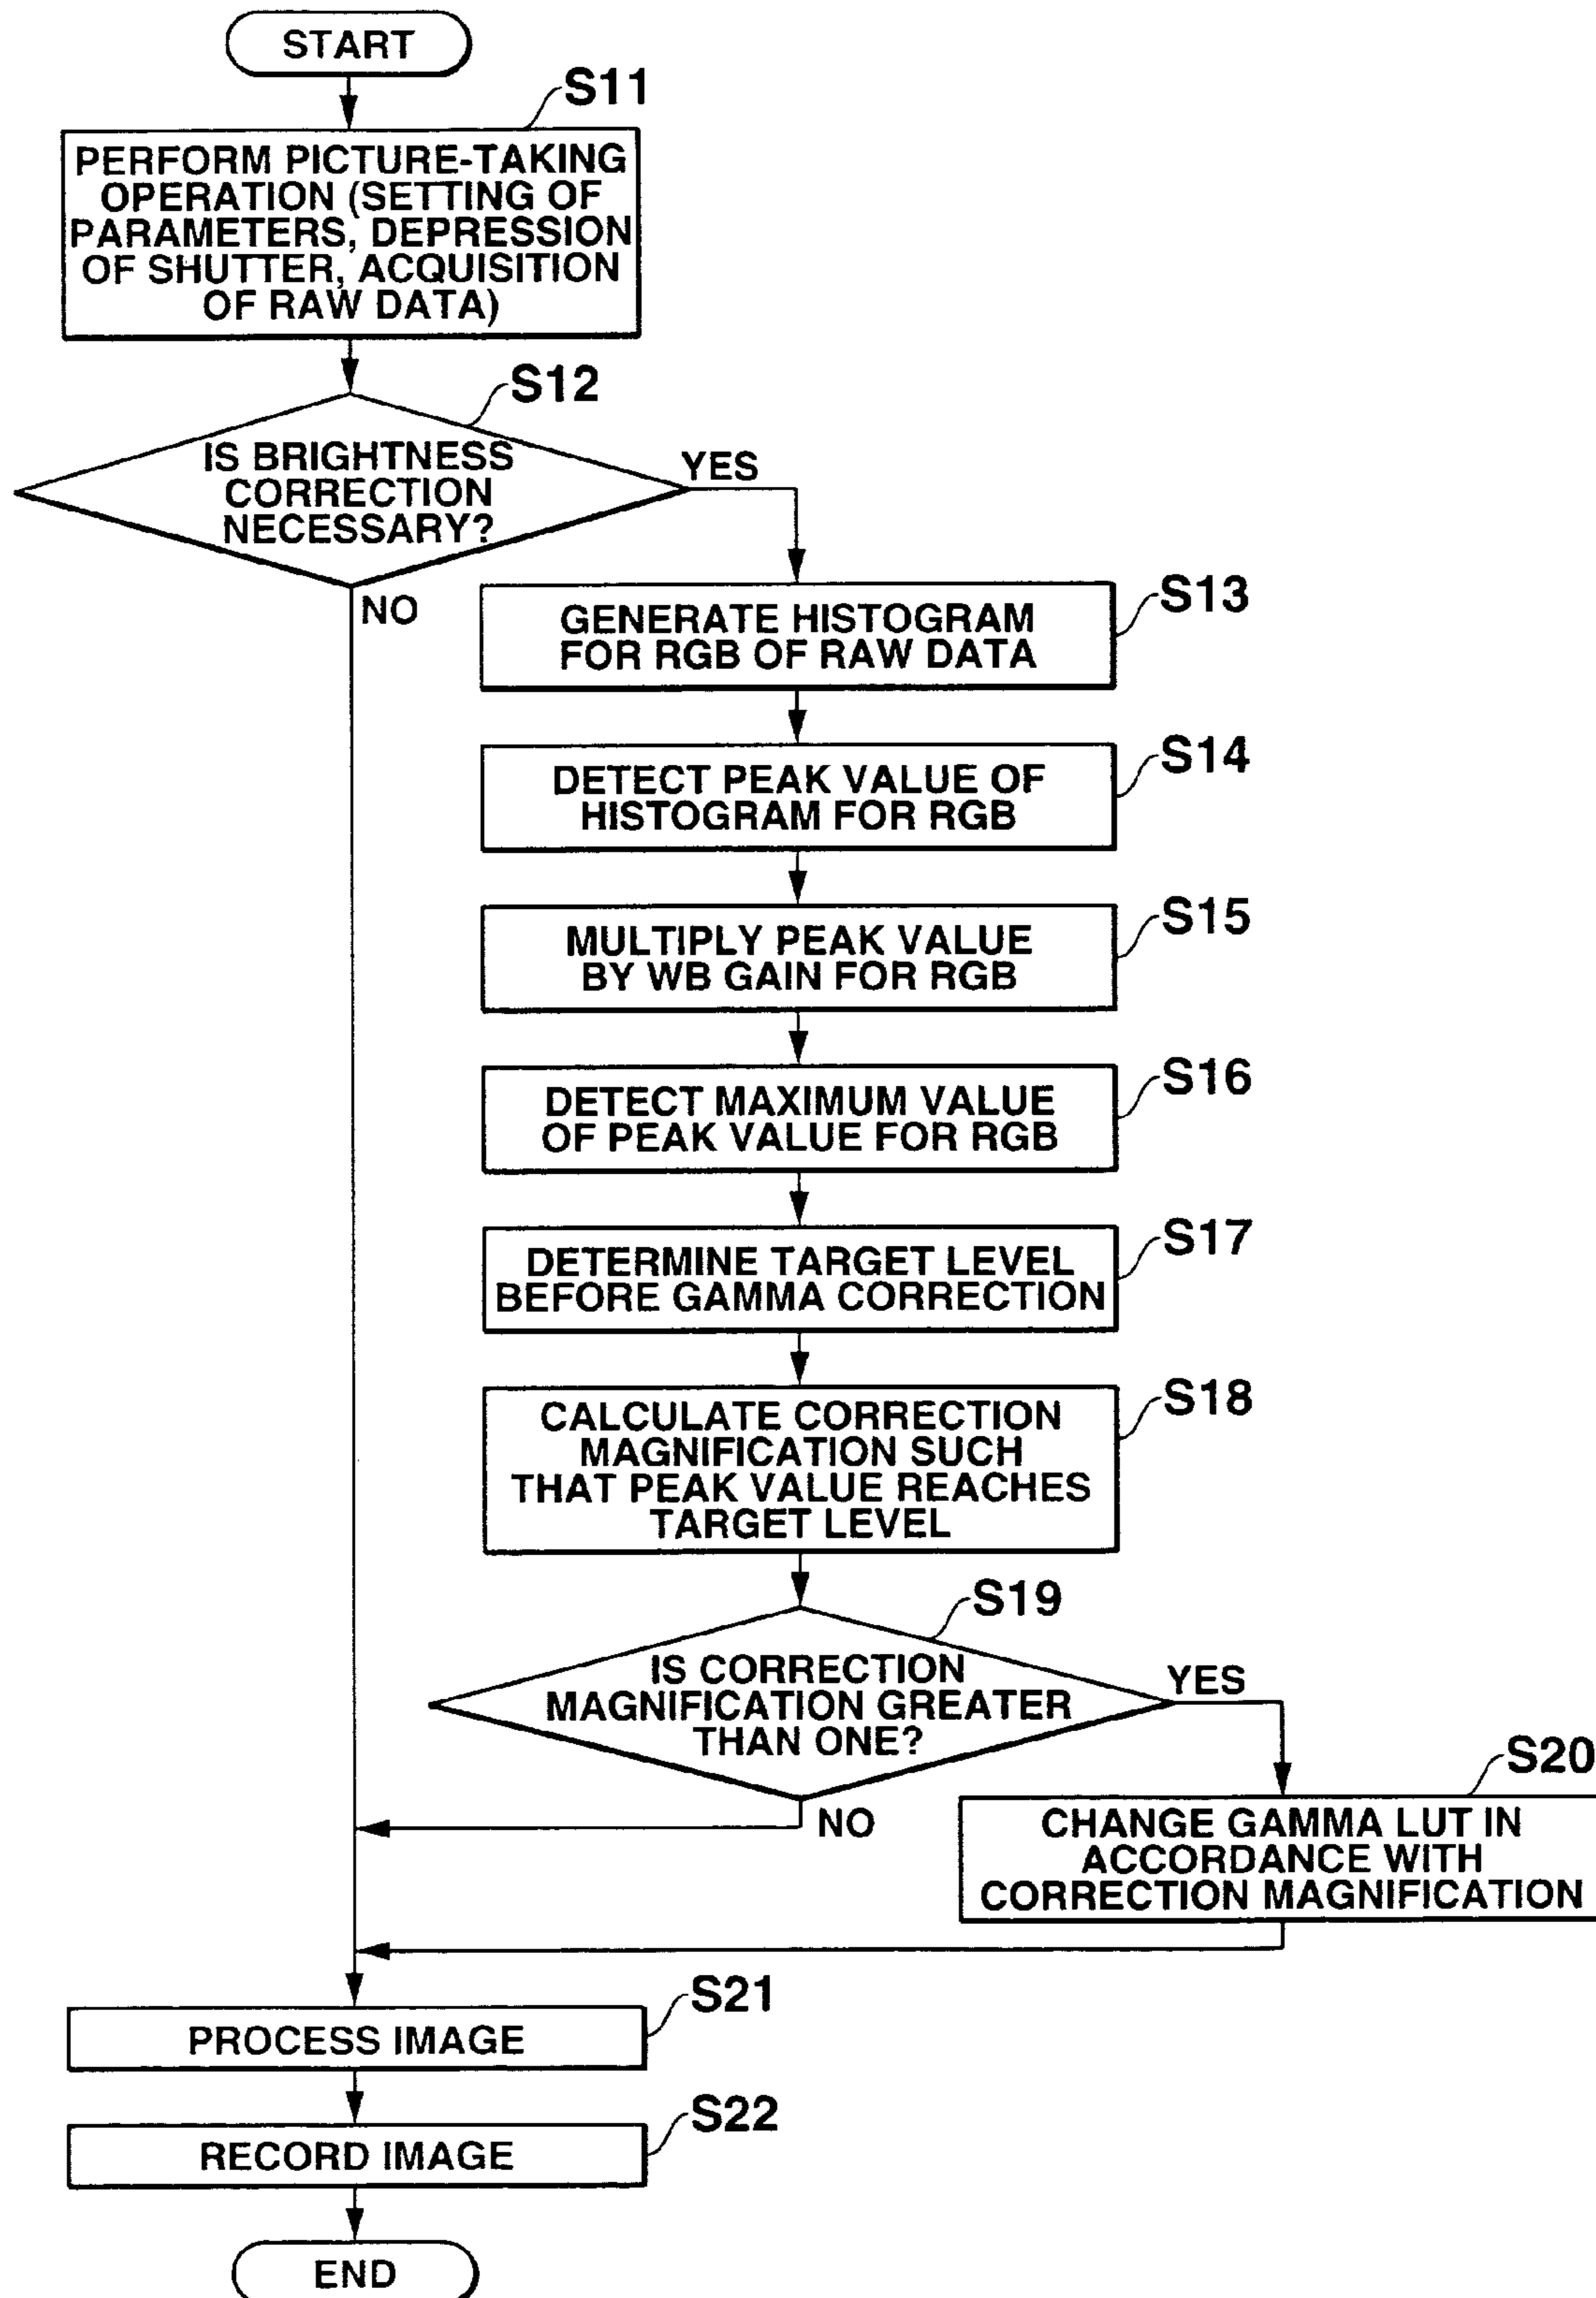 START
S11
PERFORM PICTURE-TAKING
OPERATION (SETTING OF
PARAMETERS, DEPRESSION
OF SHUTTER, ACQUISITION
OF RAW DATA)
S12
IS BRIGHTNESS
CORRECTION
NECESSARY?
YES
NO
S13
GENERATE HISTOGRAM
FOR RGB OF RAW DATA
S14
DETECT PEAK VALUE OF
HISTOGRAM FOR RGB
S15
MULTIPLY PEAK VALUE
BY WB GAIN FOR RGB
S16
DETECT MAXIMUM VALUE
OF PEAK VALUE FOR RGB
S17
DETERMINE TARGET LEVEL
BEFORE GAMMA CORRECTION
S18
CALCULATE CORRECTION
MAGNIFICATION SUCH
THAT PEAK VALUE REACHES
TARGET LEVEL
S19
IS CORRECTION
MAGNIFICATION GREATER
THAN ONE?
YES
NO
S20
CHANGE GAMMA LUT IN
ACCORDANCE WITH
CORRECTION MAGNIFICATION
S21
PROCESS IMAGE
S22
RECORD IMAGE
END